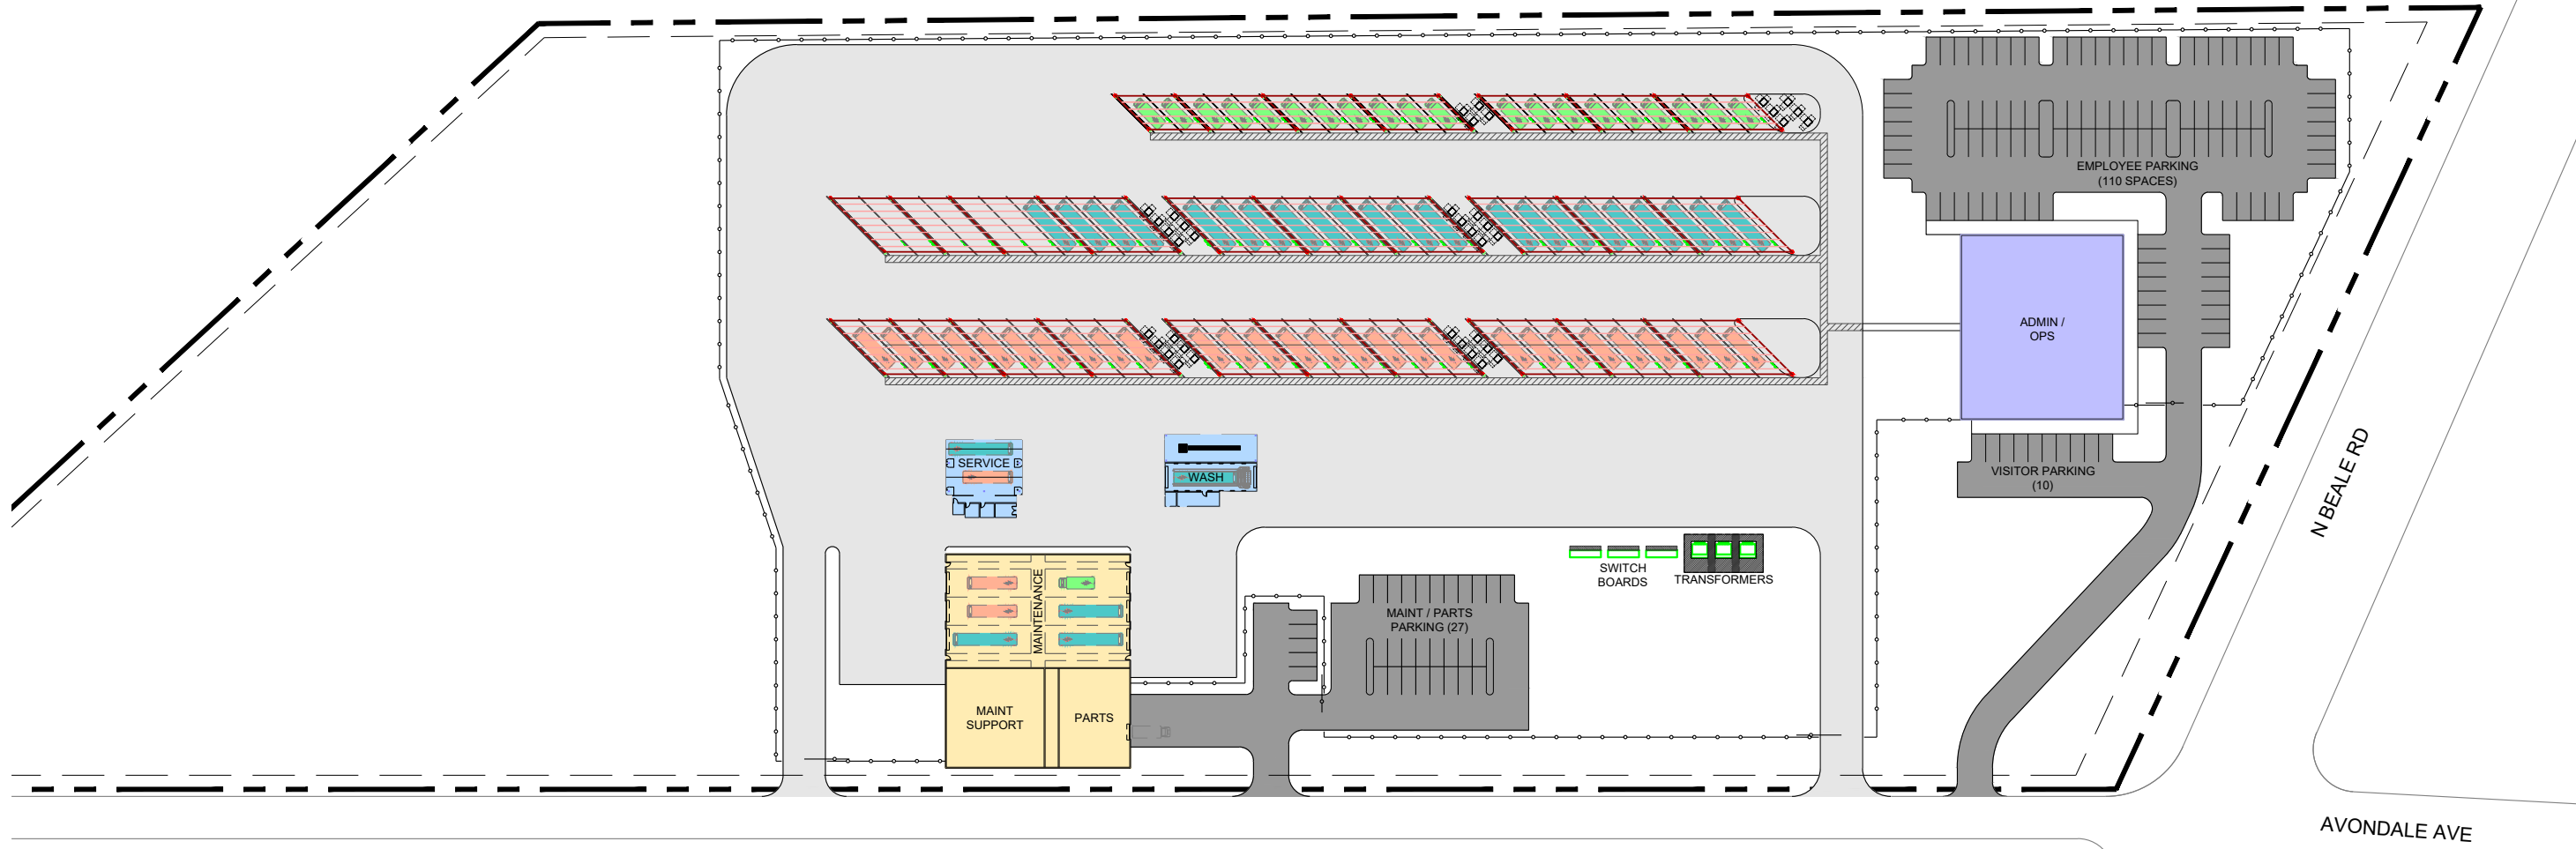 EMPLOYEE PARKING
(110 SPACES)
ADMIN /
OPS
VISITOR PARKING
(10)
N BEALE RD
SERVICE
WASH
SWITCH
BOARDS
TRANSFORMERS
MAINTENANCE
MAINT / PARTS
PARKING (27)
MAINT
SUPPORT
PARTS
AVONDALE AVE